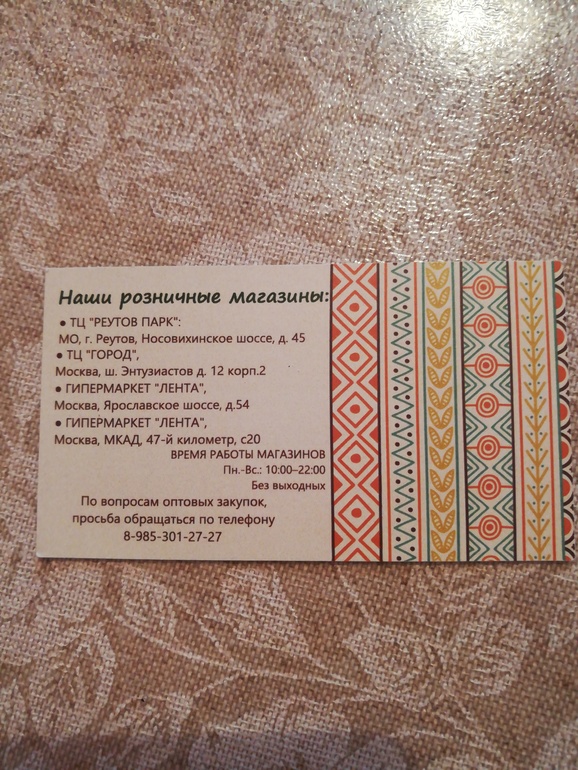 Наши розничные магазины:
● ТЦ "РЕУТОВ ПАРК":
МО, г. Реутов, Носовихинское шоссе, д. 45
● ТЦ "ГОРОД",
Москва, ш. Энтузиастов д. 12 корп.2
● ГИПЕРМАРКЕТ "ЛЕНТА",
Москва, Ярославское шоссе, д.54
● ГИПЕРМАРКЕТ "ЛЕНТА",
Москва, МКАД, 47-й километр, с20
ВРЕМЯ РАБОТЫ МАГАЗИНОВ
Пн.-Вс.: 10:00–22:00
Без выходных
По вопросам оптовых закупок,
просьба обращаться по телефону
8-985-301-27-27